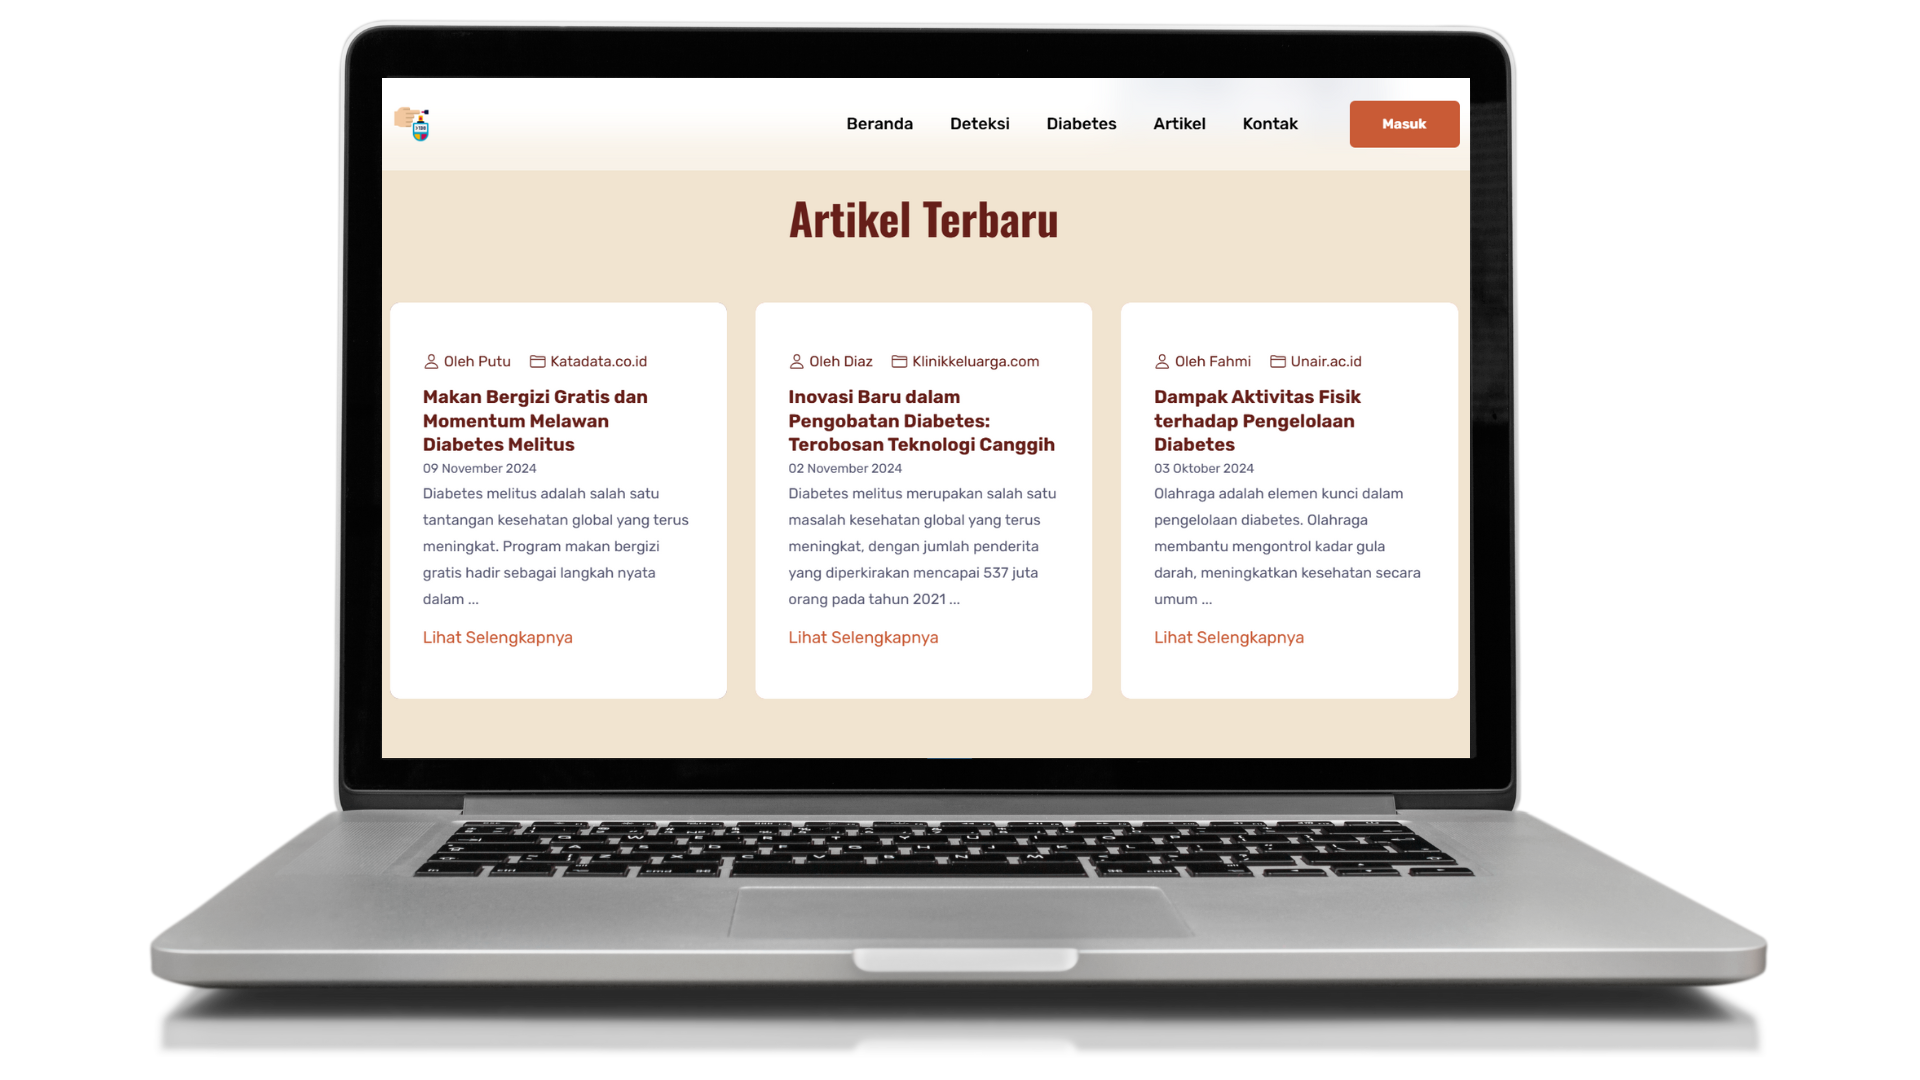 Beranda Deteksi Diabetes Artikel Kontak Masuk
Artikel Terbaru
Oleh Putu Katadata.co.id
Makan Bergizi Gratis dan
Momentum Melawan
Diabetes Melitus
09 November 2024
Diabetes melitus adalah salah satu
tantangan kesehatan global yang terus
meningkat. Program makan bergizi
gratis hadir sebagai langkah nyata
dalam ...
Lihat Selengkapnya
Oleh Diaz Klinikkeluarga.com
Inovasi Baru dalam
Pengobatan Diabetes:
Terobosan Teknologi Canggih
02 November 2024
Diabetes melitus merupakan salah satu
masalah kesehatan global yang terus
meningkat, dengan jumlah penderita
yang diperkirakan mencapai 537 juta
orang pada tahun 2021 ...
Lihat Selengkapnya
Oleh Fahmi Unair.ac.id
Dampak Aktivitas Fisik
terhadap Pengelolaan
Diabetes
03 Oktober 2024
Olahraga adalah elemen kunci dalam
pengelolaan diabetes. Olahraga
membantu mengontrol kadar gula
darah, meningkatkan kesehatan secara
umum ...
Lihat Selengkapnya